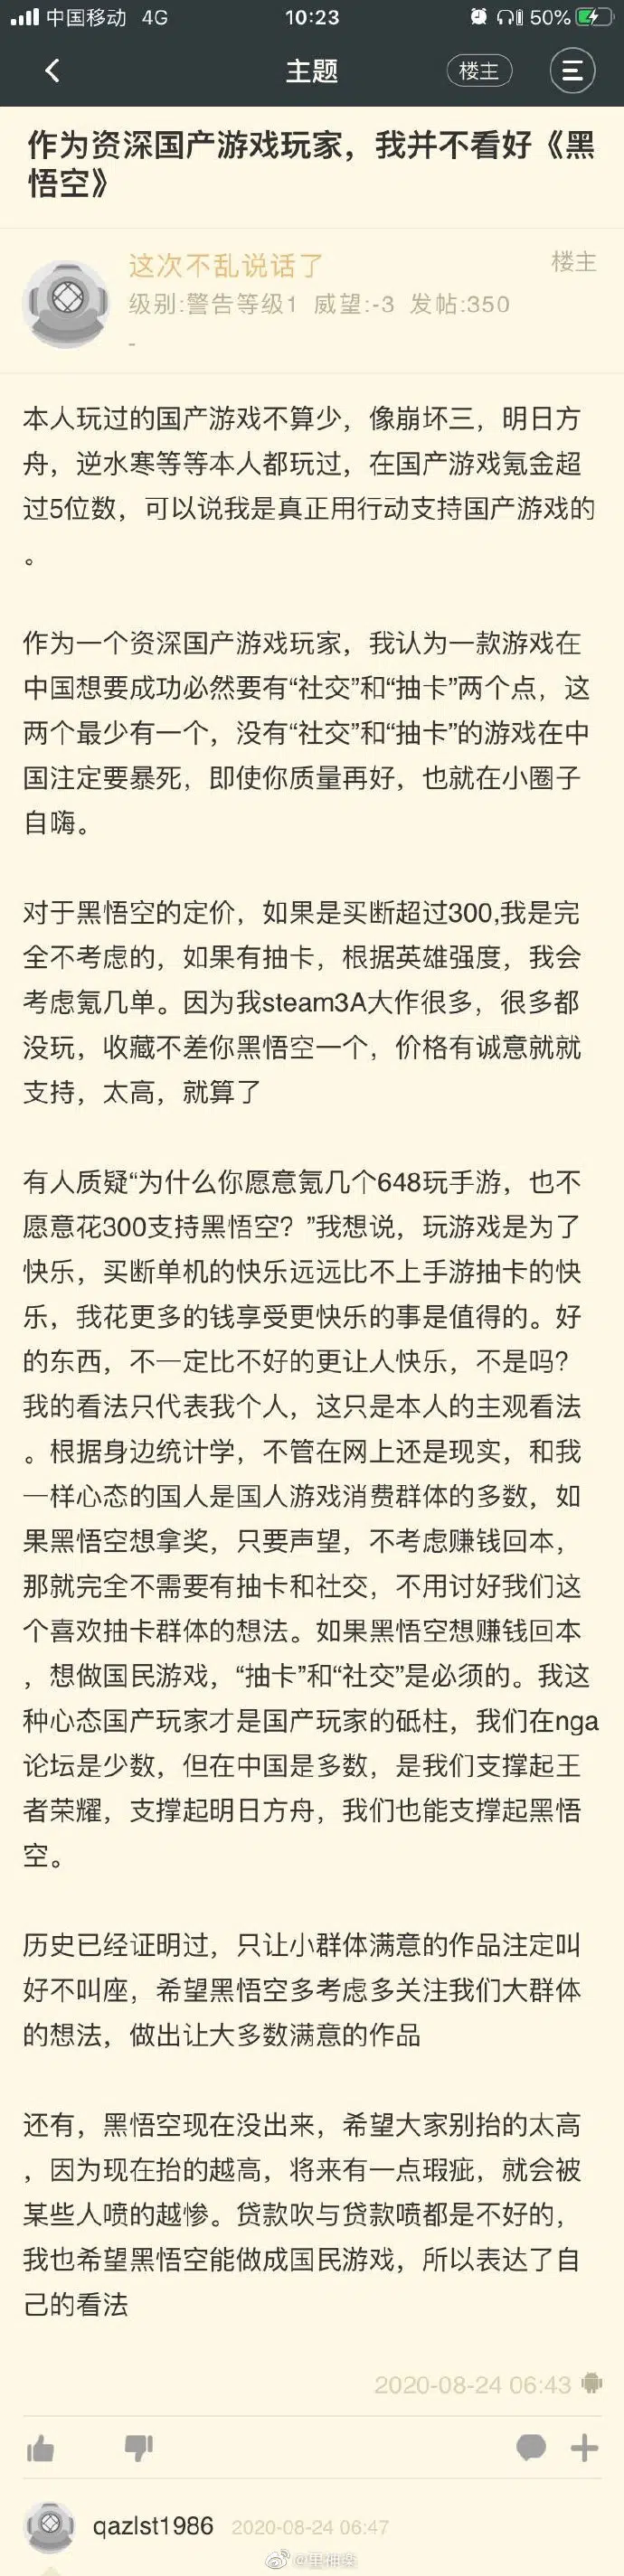 中国移动 4G 10:23 50%
主题 楼主
作为资深国产游戏玩家，我并不看好《黑
悟空》
这次不乱说话了 楼主
级别:警告等级1 威望:-3 发帖:350
-
本人玩过的国产游戏不算少，像崩坏三，明日方
舟，逆水寒等等本人都玩过，在国产游戏氪金超
过5位数，可以说我是真正用行动支持国产游戏的
。
作为一个资深国产游戏玩家，我认为一款游戏在
中国想要成功必然要有“社交”和“抽卡”两个点，这
两个最少有一个，没有“社交”和“抽卡”的游戏在中
国注定要暴死，即使你质量再好，也就在小圈子
自嗨。
对于黑悟空的定价，如果是买断超过300,我是完
全不考虑的，如果有抽卡，根据英雄强度，我会
考虑氪几单。因为我steam3A大作很多，很多都
没玩，收藏不差你黑悟空一个，价格有诚意就就
支持，太高，就算了
有人质疑“为什么你愿意氪几个648玩手游，也不
愿意花300支持黑悟空？”我想说，玩游戏是为了
快乐，买断单机的快乐远远比不上手游抽卡的快
乐，我花更多的钱享受更快乐的事是值得的。好
的东西，不一定比不好的更让人快乐，不是吗？
我的看法只代表我个人，这只是本人的主观看法
。根据身边统计学，不管在网上还是现实，和我
一样心态的国人是国人游戏消费群体的多数，如
果黑悟空想拿奖，只要声望，不考虑赚钱回本，
那就完全不需要有抽卡和社交，不用讨好我们这
个喜欢抽卡群体的想法。如果黑悟空想赚钱回本
，想做国民游戏，“抽卡”和“社交”是必须的。我这
种心态国产玩家才是国产玩家的砥柱，我们在nga
论坛是少数，但在中国是多数，是我们支撑起王
者荣耀，支撑起明日方舟，我们也能支撑起黑悟
空。
历史已经证明过，只让小群体满意的作品注定叫
好不叫座，希望黑悟空多考虑多关注我们大群体
的想法，做出让大多数满意的作品
还有，黑悟空现在没出来，希望大家别抬的太高
，因为现在抬的越高，将来有一点瑕疵，就会被
某些人喷的越惨。贷款吹与贷款喷都是不好的，
我也希望黑悟空能做成国民游戏，所以表达了自
己的看法
2020-08-24 06:43
qazlst1986 2020-08-24 06:47